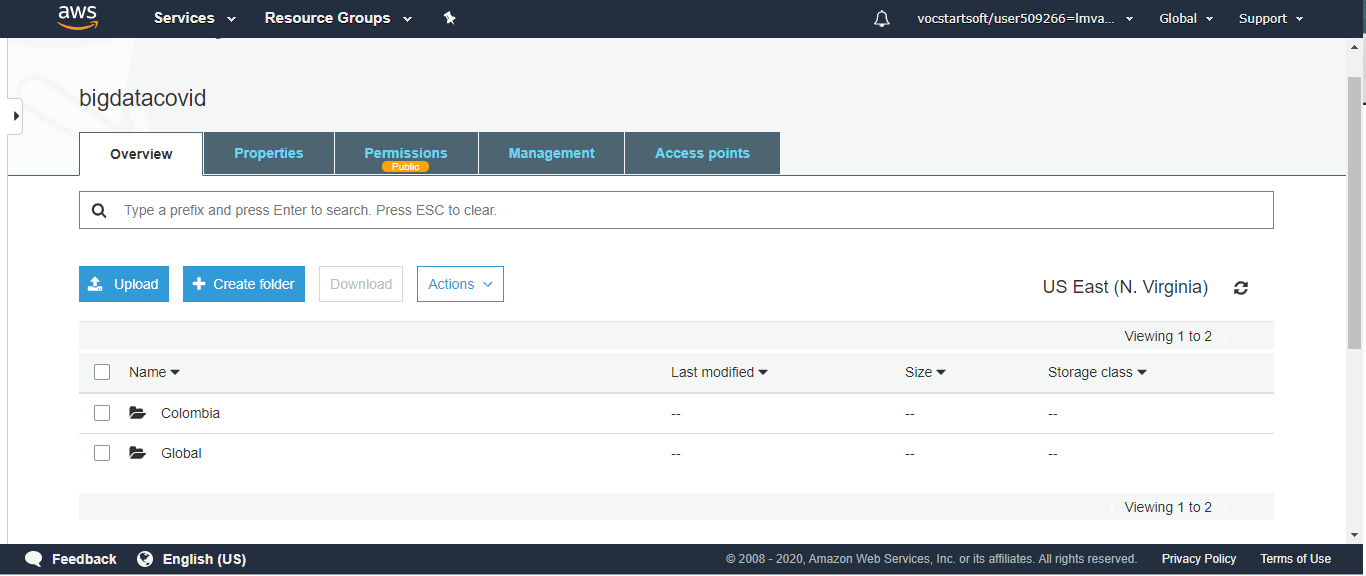 aws Services Resource Groups vocstartsoft/user509266=lmva... Global Support
bigdatacovid
Overview Properties Permissions Management Access points
Public
Type a prefix and press Enter to search. Press ESC to clear.
Upload Create folder Download Actions US East (N. Virginia)
Viewing 1 to 2
Name Last modified Size Storage class
Colombia -- -- --
Global -- -- --
Viewing 1 to 2
Feedback English (US) © 2008 - 2020, Amazon Web Services, Inc. or its affiliates. All rights reserved. Privacy Policy Terms of Use